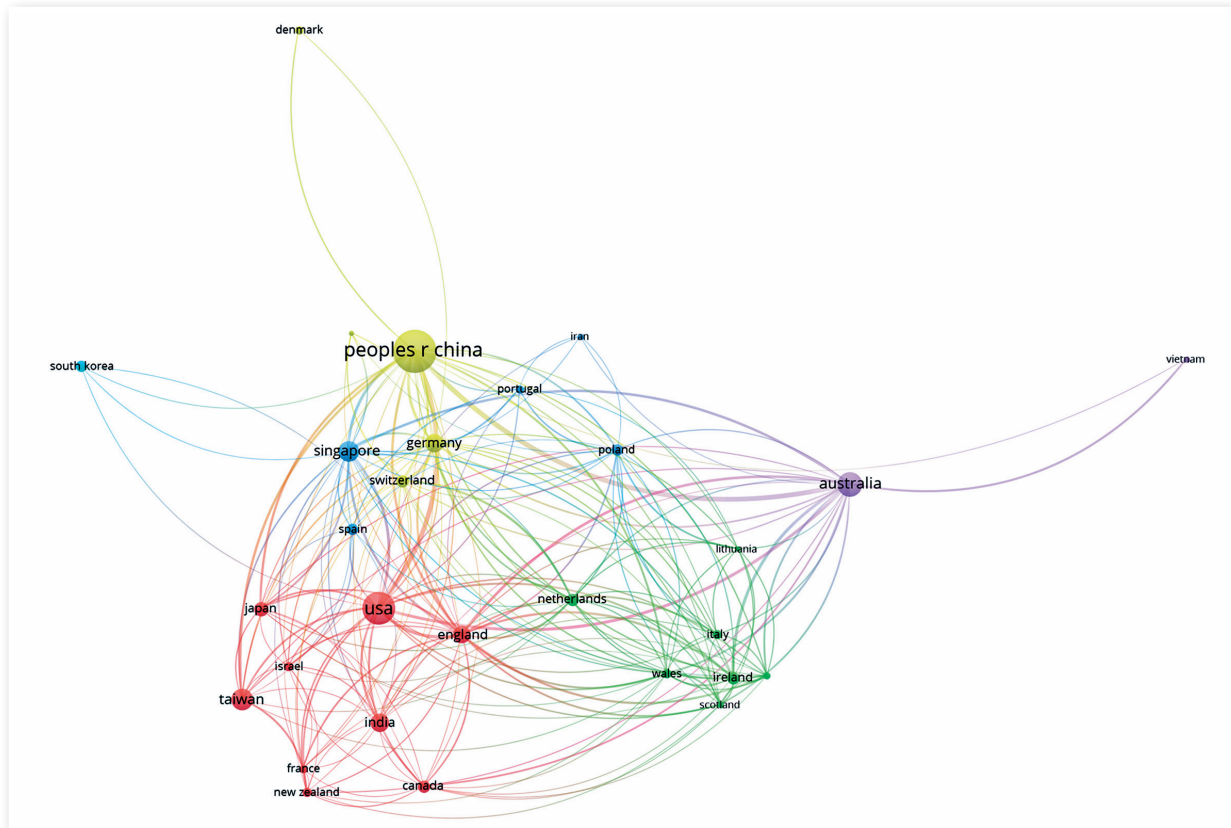 denmark
iran
peoples r china
vietnam
south korea
portugal
germany
singapore
poland
switzerland
australia
spain
lithuania
netherlands
japan
usa
england
italy
israel
wales
ireland
taiwan
scotland
india
france
canada
new zealand